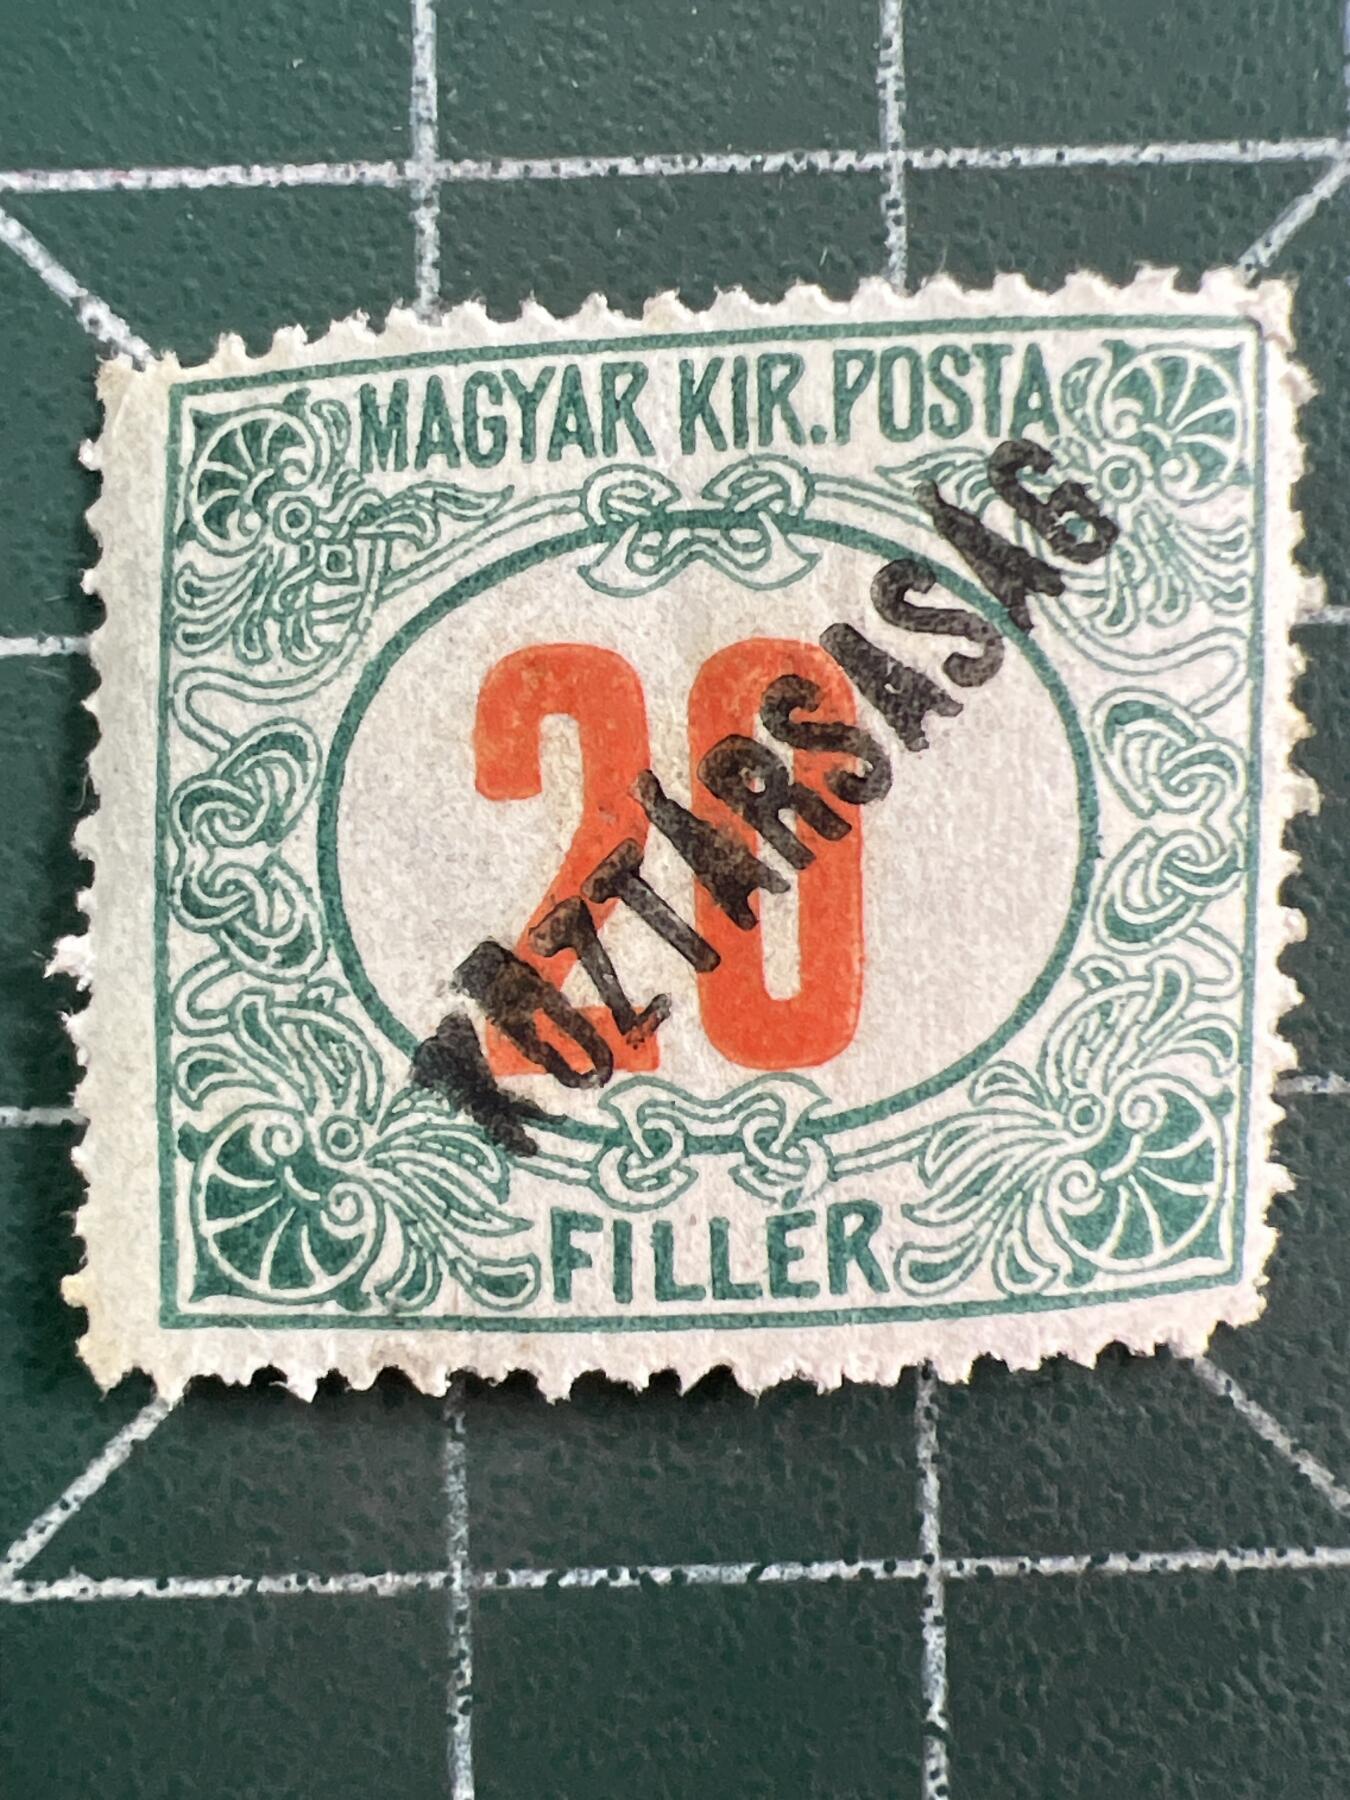 MAGYAR KIR. POSTA
20
KÖZTÁRSASÁG
FILLÉR